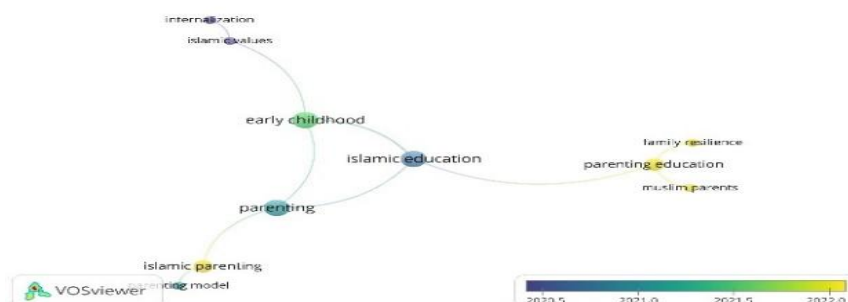 internalization
islamic values
early childhood
islamic education
family resilience
parenting education
muslim parents
parenting
islamic parenting
parenting model
VOSviewer
2020.5 2021.0 2021.5 2022.0